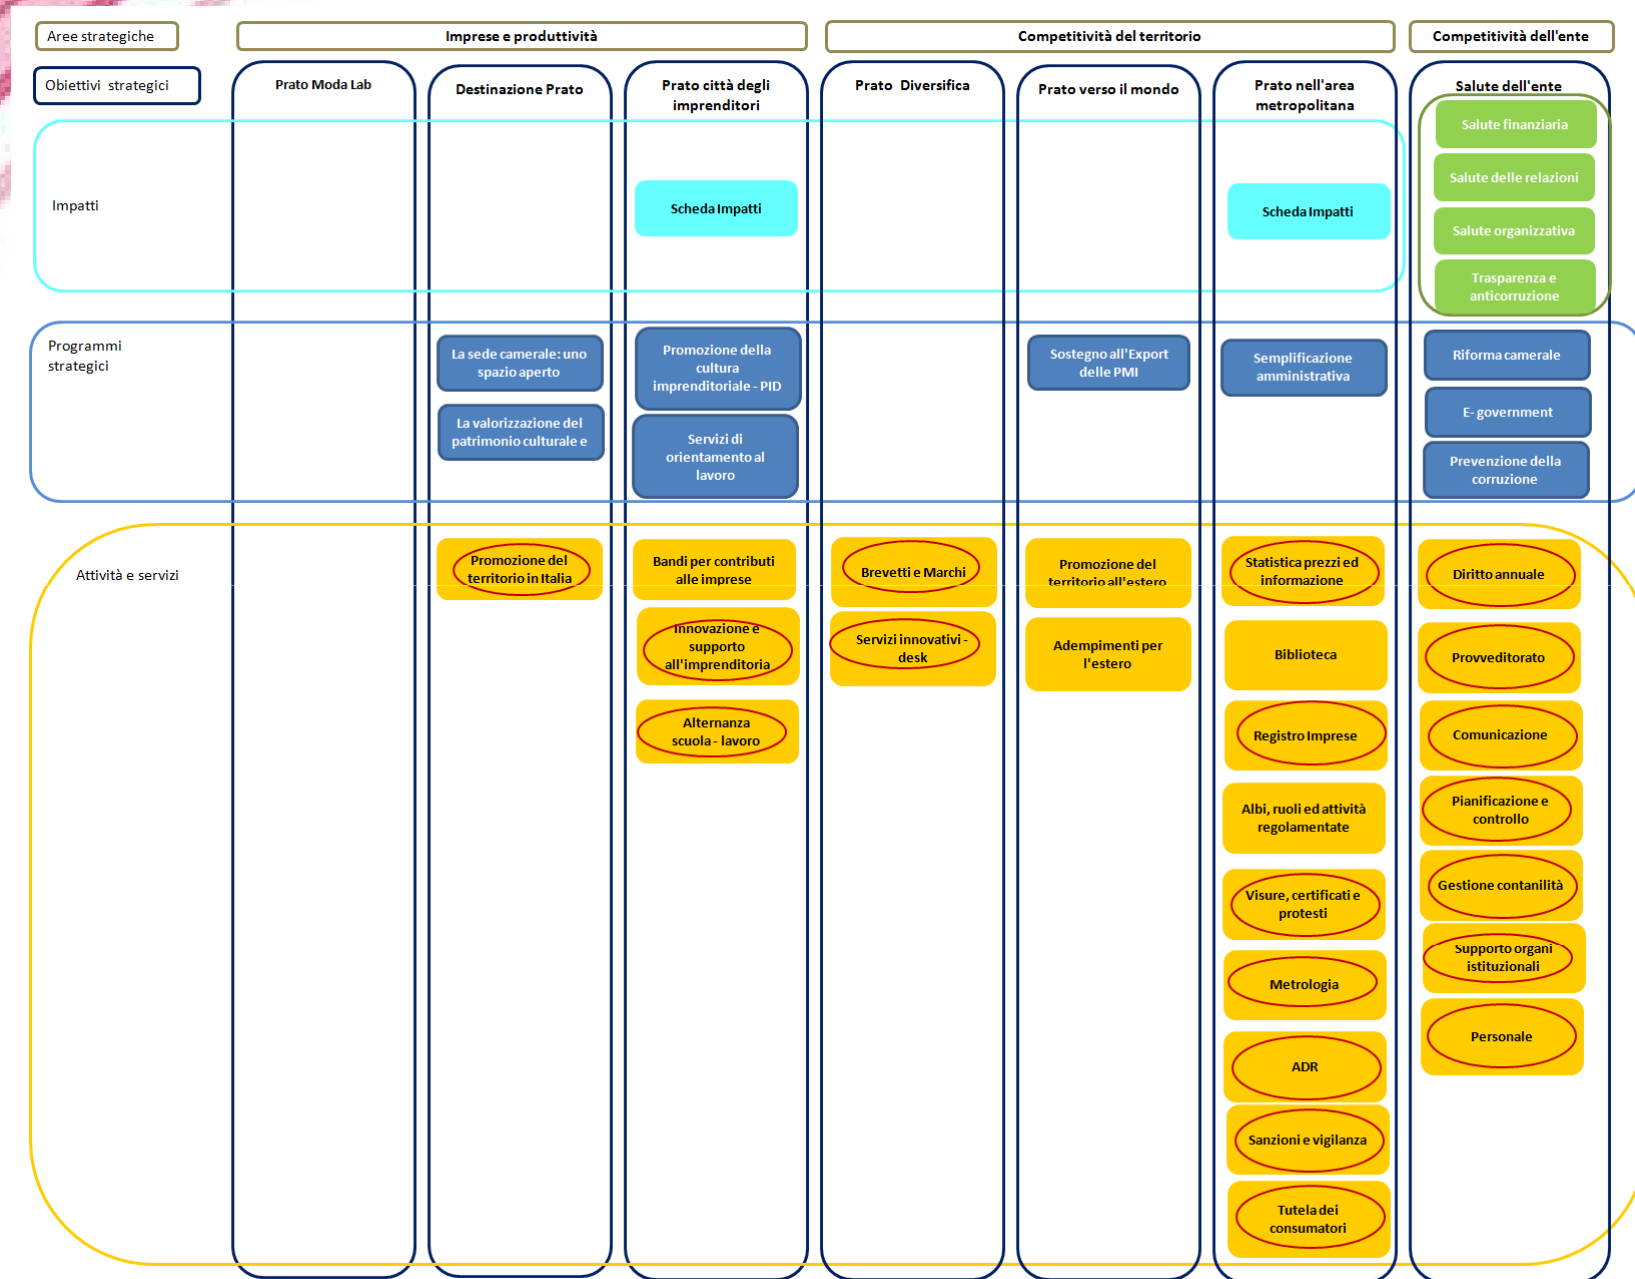 Aree strategiche
Imprese e produttività
Competitività del territorio
Competitività dell'ente
Obiettivi strategici
Prato Moda Lab
Destinazione Prato
Prato città degli
imprenditori
Prato Diversifica
Prato verso il mondo
Prato nell'area
metropolitana
Salute dell'ente
Impatti
Scheda Impatti
Scheda Impatti
Salute finanziaria
Salute delle relazioni
Salute organizzativa
Trasparenza e
anticorruzione
Programmi
strategici
La sede camerale: uno
spazio aperto
La valorizzazione del
patrimonio culturale e
Promozione della
cultura
imprenditoriale - PID
Servizi di
orientamento al
lavoro
Sostegno all'Export
delle PMI
Semplificazione
amministrativa
Riforma camerale
E- government
Prevenzione della
corruzione
Attività e servizi
Promozione del
territorio in Italia
Bandi per contributi
alle imprese
Innovazione e
supporto
all'imprenditoria
Alternanza
scuola - lavoro
Brevetti e Marchi
Servizi innovativi -
desk
Promozione del
territorio all'estero
Adempimenti per
l'estero
Statistica prezzi ed
informazione
Biblioteca
Registro Imprese
Albi, ruoli ed attività
regolamentate
Visure, certificati e
protesti
Metrologia
ADR
Sanzioni e vigilanza
Tutela dei
consumatori
Diritto annuale
Provveditorato
Comunicazione
Pianificazione e
controllo
Gestione contanilità
Supporto organi
istituzionali
Personale